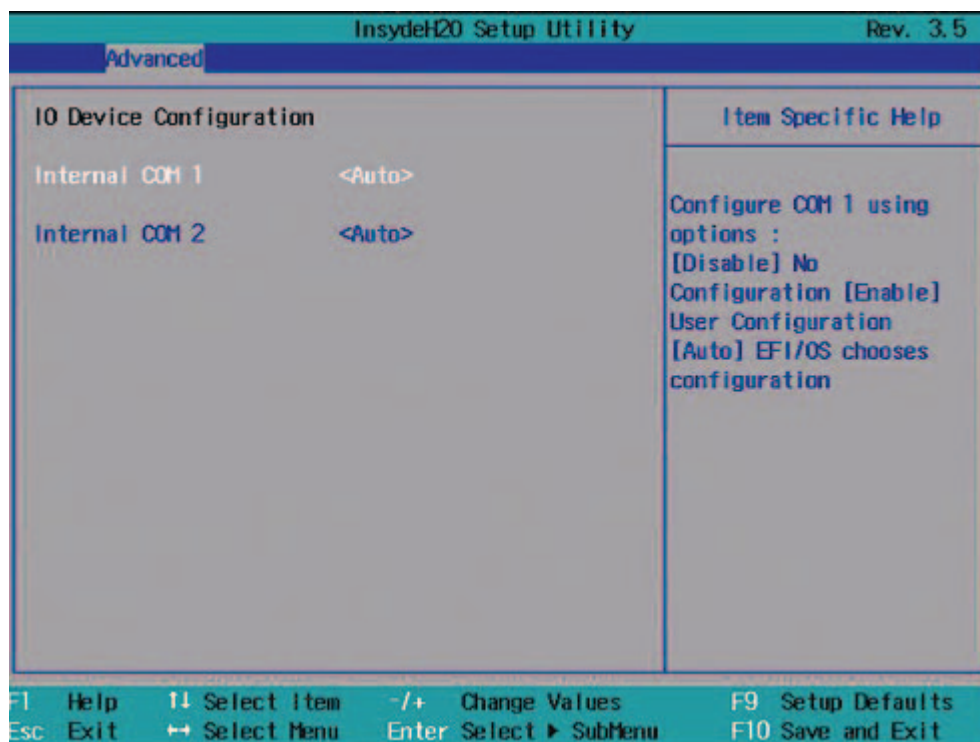 InsydeH20 Setup Utility Rev. 3.5
Advanced
IO Device Configuration
Internal COM 1 <Auto>
Internal COM 2 <Auto>
Item Specific Help
Configure COM 1 using
options :
[Disable] No
Configuration [Enable]
User Configuration
[Auto] EFI/OS chooses
configuration
F1 Help ↑↓ Select Item -/+ Change Values F9 Setup Defaults
Esc Exit ↔ Select Menu Enter Select ▶ SubMenu F10 Save and Exit